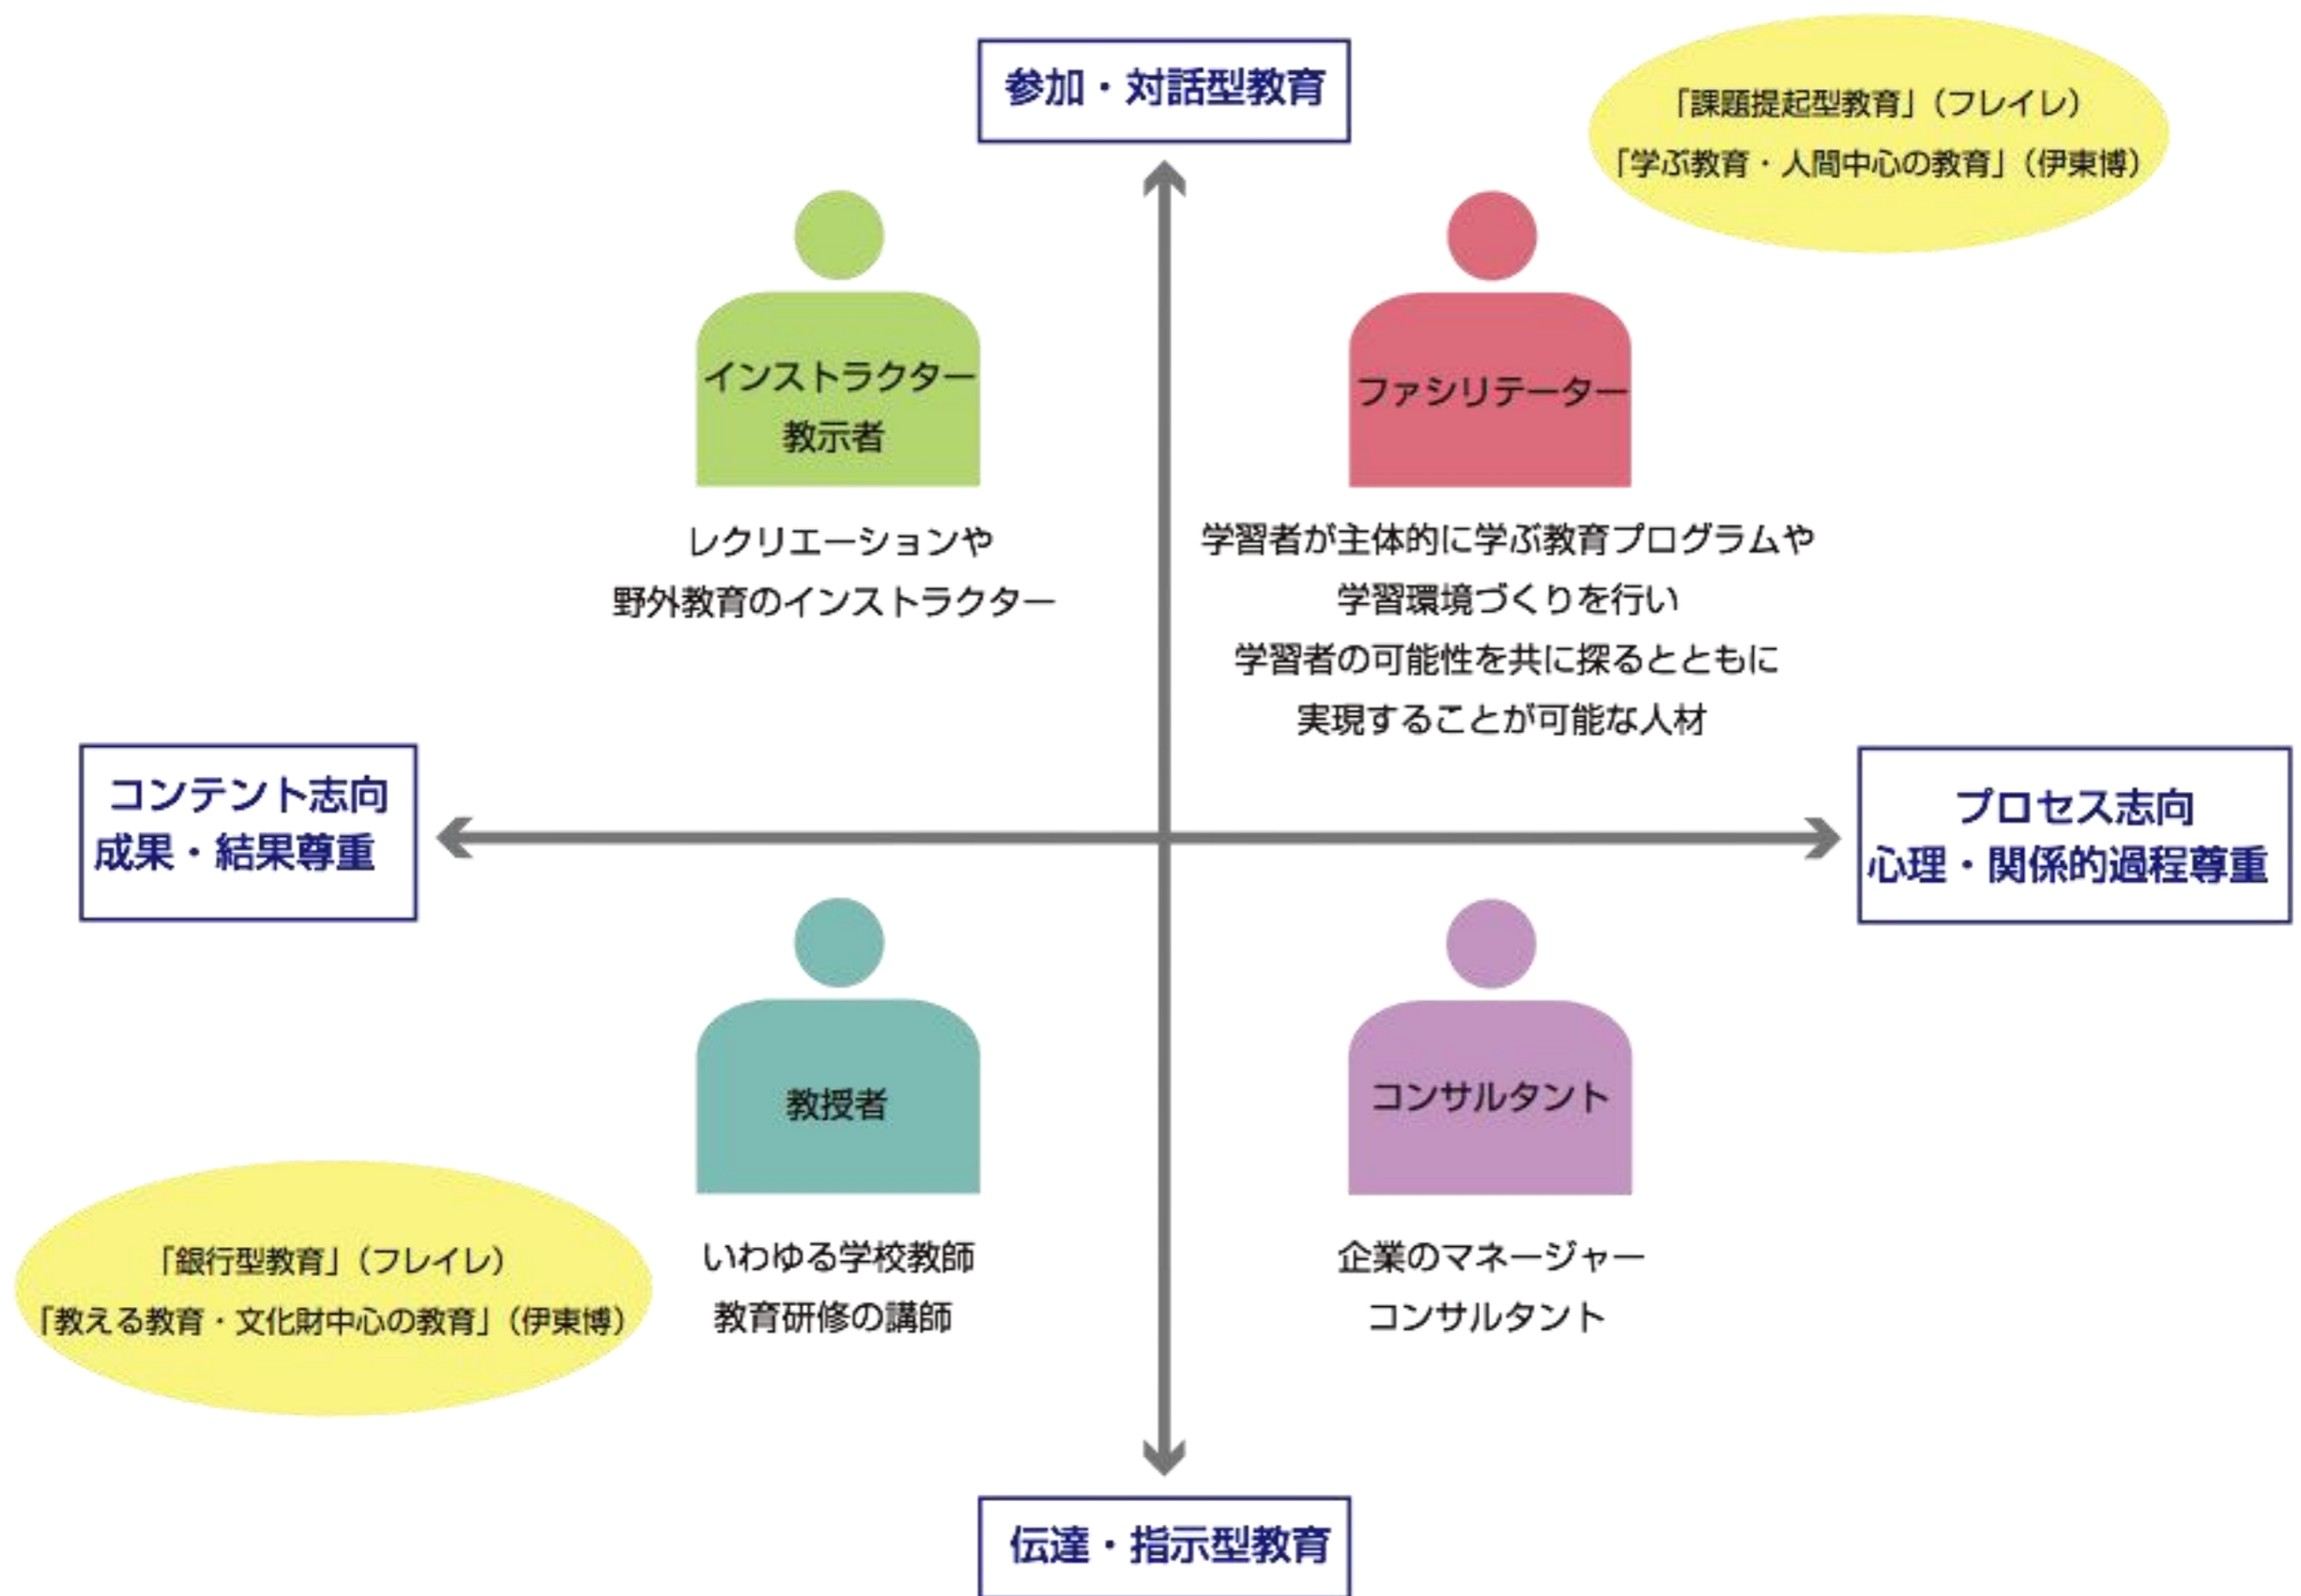 参加・対話型教育
「課題提起型教育」（フレイレ）
「学ぶ教育・人間中心の教育」（伊東博）
インストラクター
教示者
レクリエーションや
野外教育のインストラクター
ファシリテーター
学習者が主体的に学ぶ教育プログラムや
学習環境づくりを行い
学習者の可能性を共に探るとともに
実現することが可能な人材
コンテント志向
成果・結果尊重
プロセス志向
心理・関係的過程尊重
教授者
いわゆる学校教師
教育研修の講師
「銀行型教育」（フレイレ）
「教える教育・文化財中心の教育」（伊東博）
コンサルタント
企業のマネージャー
コンサルタント
伝達・指示型教育